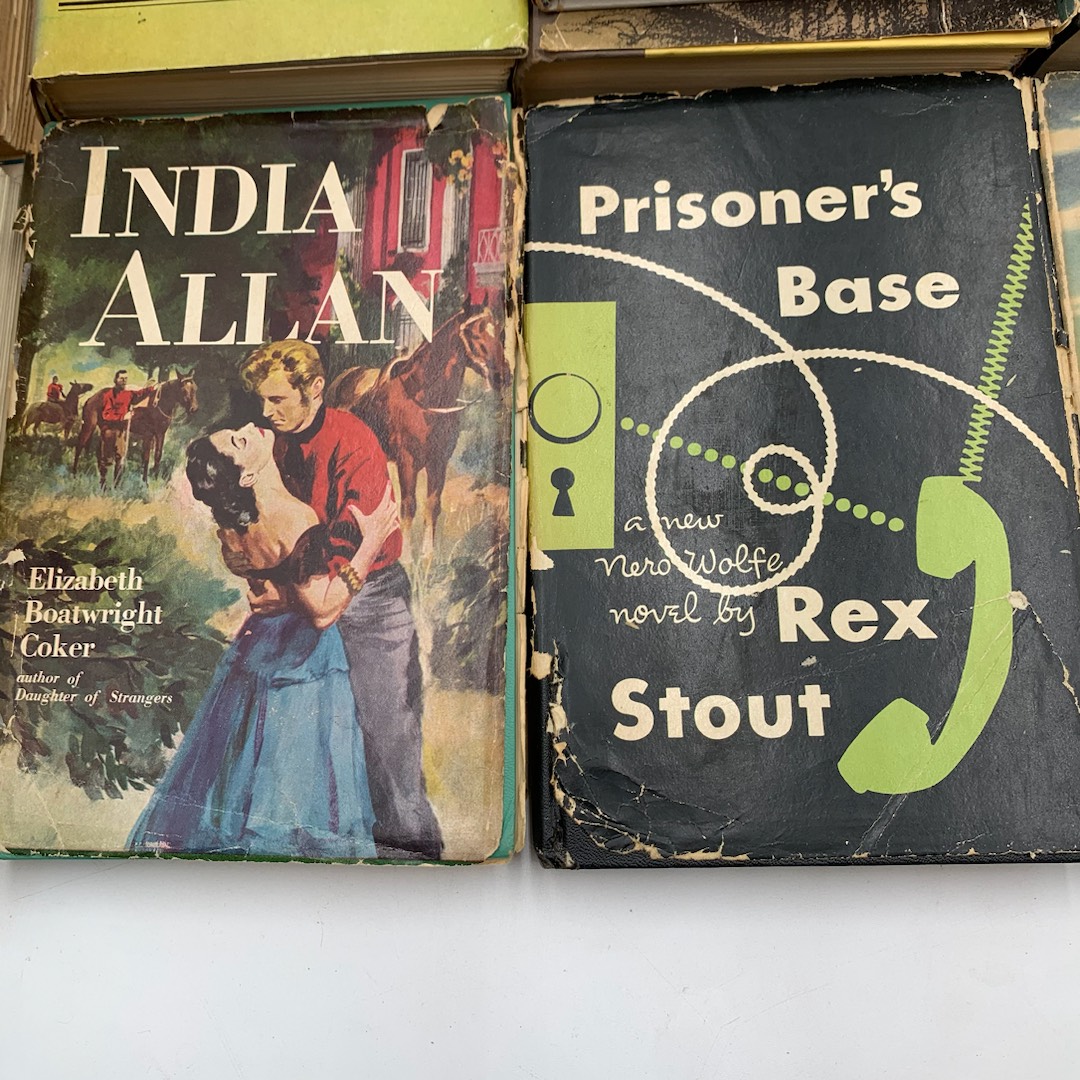 INDIA
ALLAN
Elizabeth
Boatwright
Coker
author of
Daughter of Strangers
Prisoner's
Base
a new
Nero Wolfe
novel by Rex
Stout